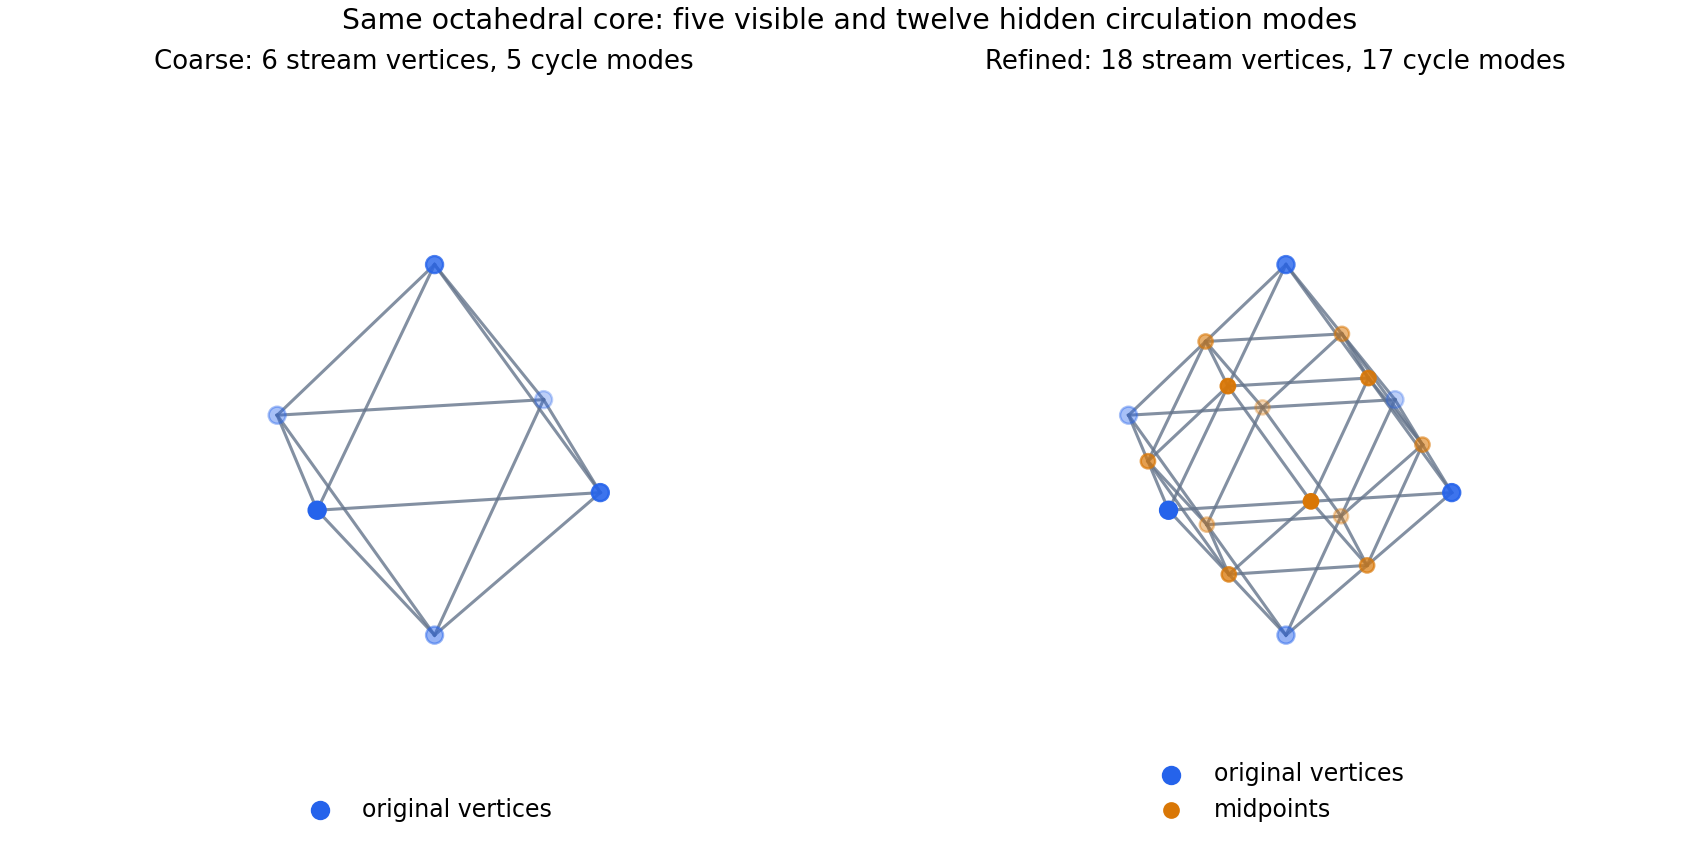 Same octahedral core: five visible and twelve hidden circulation modes
Coarse: 6 stream vertices, 5 cycle modes
Refined: 18 stream vertices, 17 cycle modes
original vertices
original vertices
midpoints